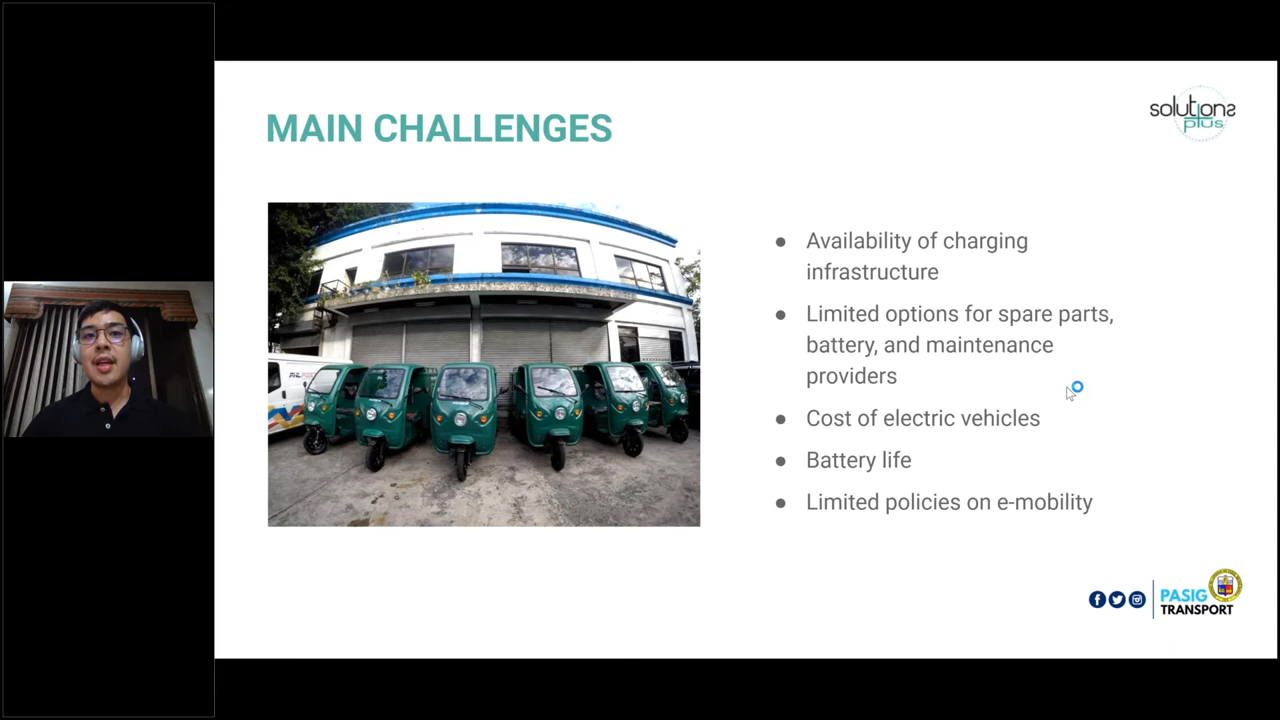 MAIN CHALLENGES
solutions
plus
● Availability of charging
infrastructure
● Limited options for spare parts,
battery, and maintenance
providers
● Cost of electric vehicles
● Battery life
● Limited policies on e-mobility
PASIG
TRANSPORT